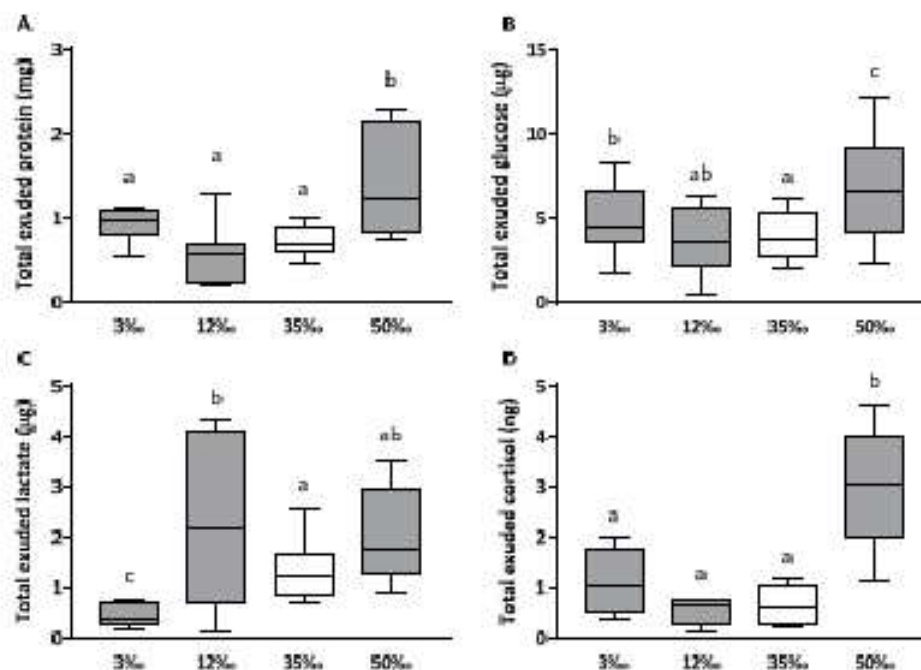 A
Total exuded protein (mg)
3
2
1
0
a
a
a
b
3‰
12‰
35‰
50‰
B
Total exuded glucose (µg)
15
10
5
0
b
ab
a
c
3‰
12‰
35‰
50‰
C
Total exuded lactate (µg)
5
4
3
2
1
0
c
b
a
ab
3‰
12‰
35‰
50‰
D
Total exuded cortisol (ng)
5
4
3
2
1
0
a
a
a
b
3‰
12‰
35‰
50‰